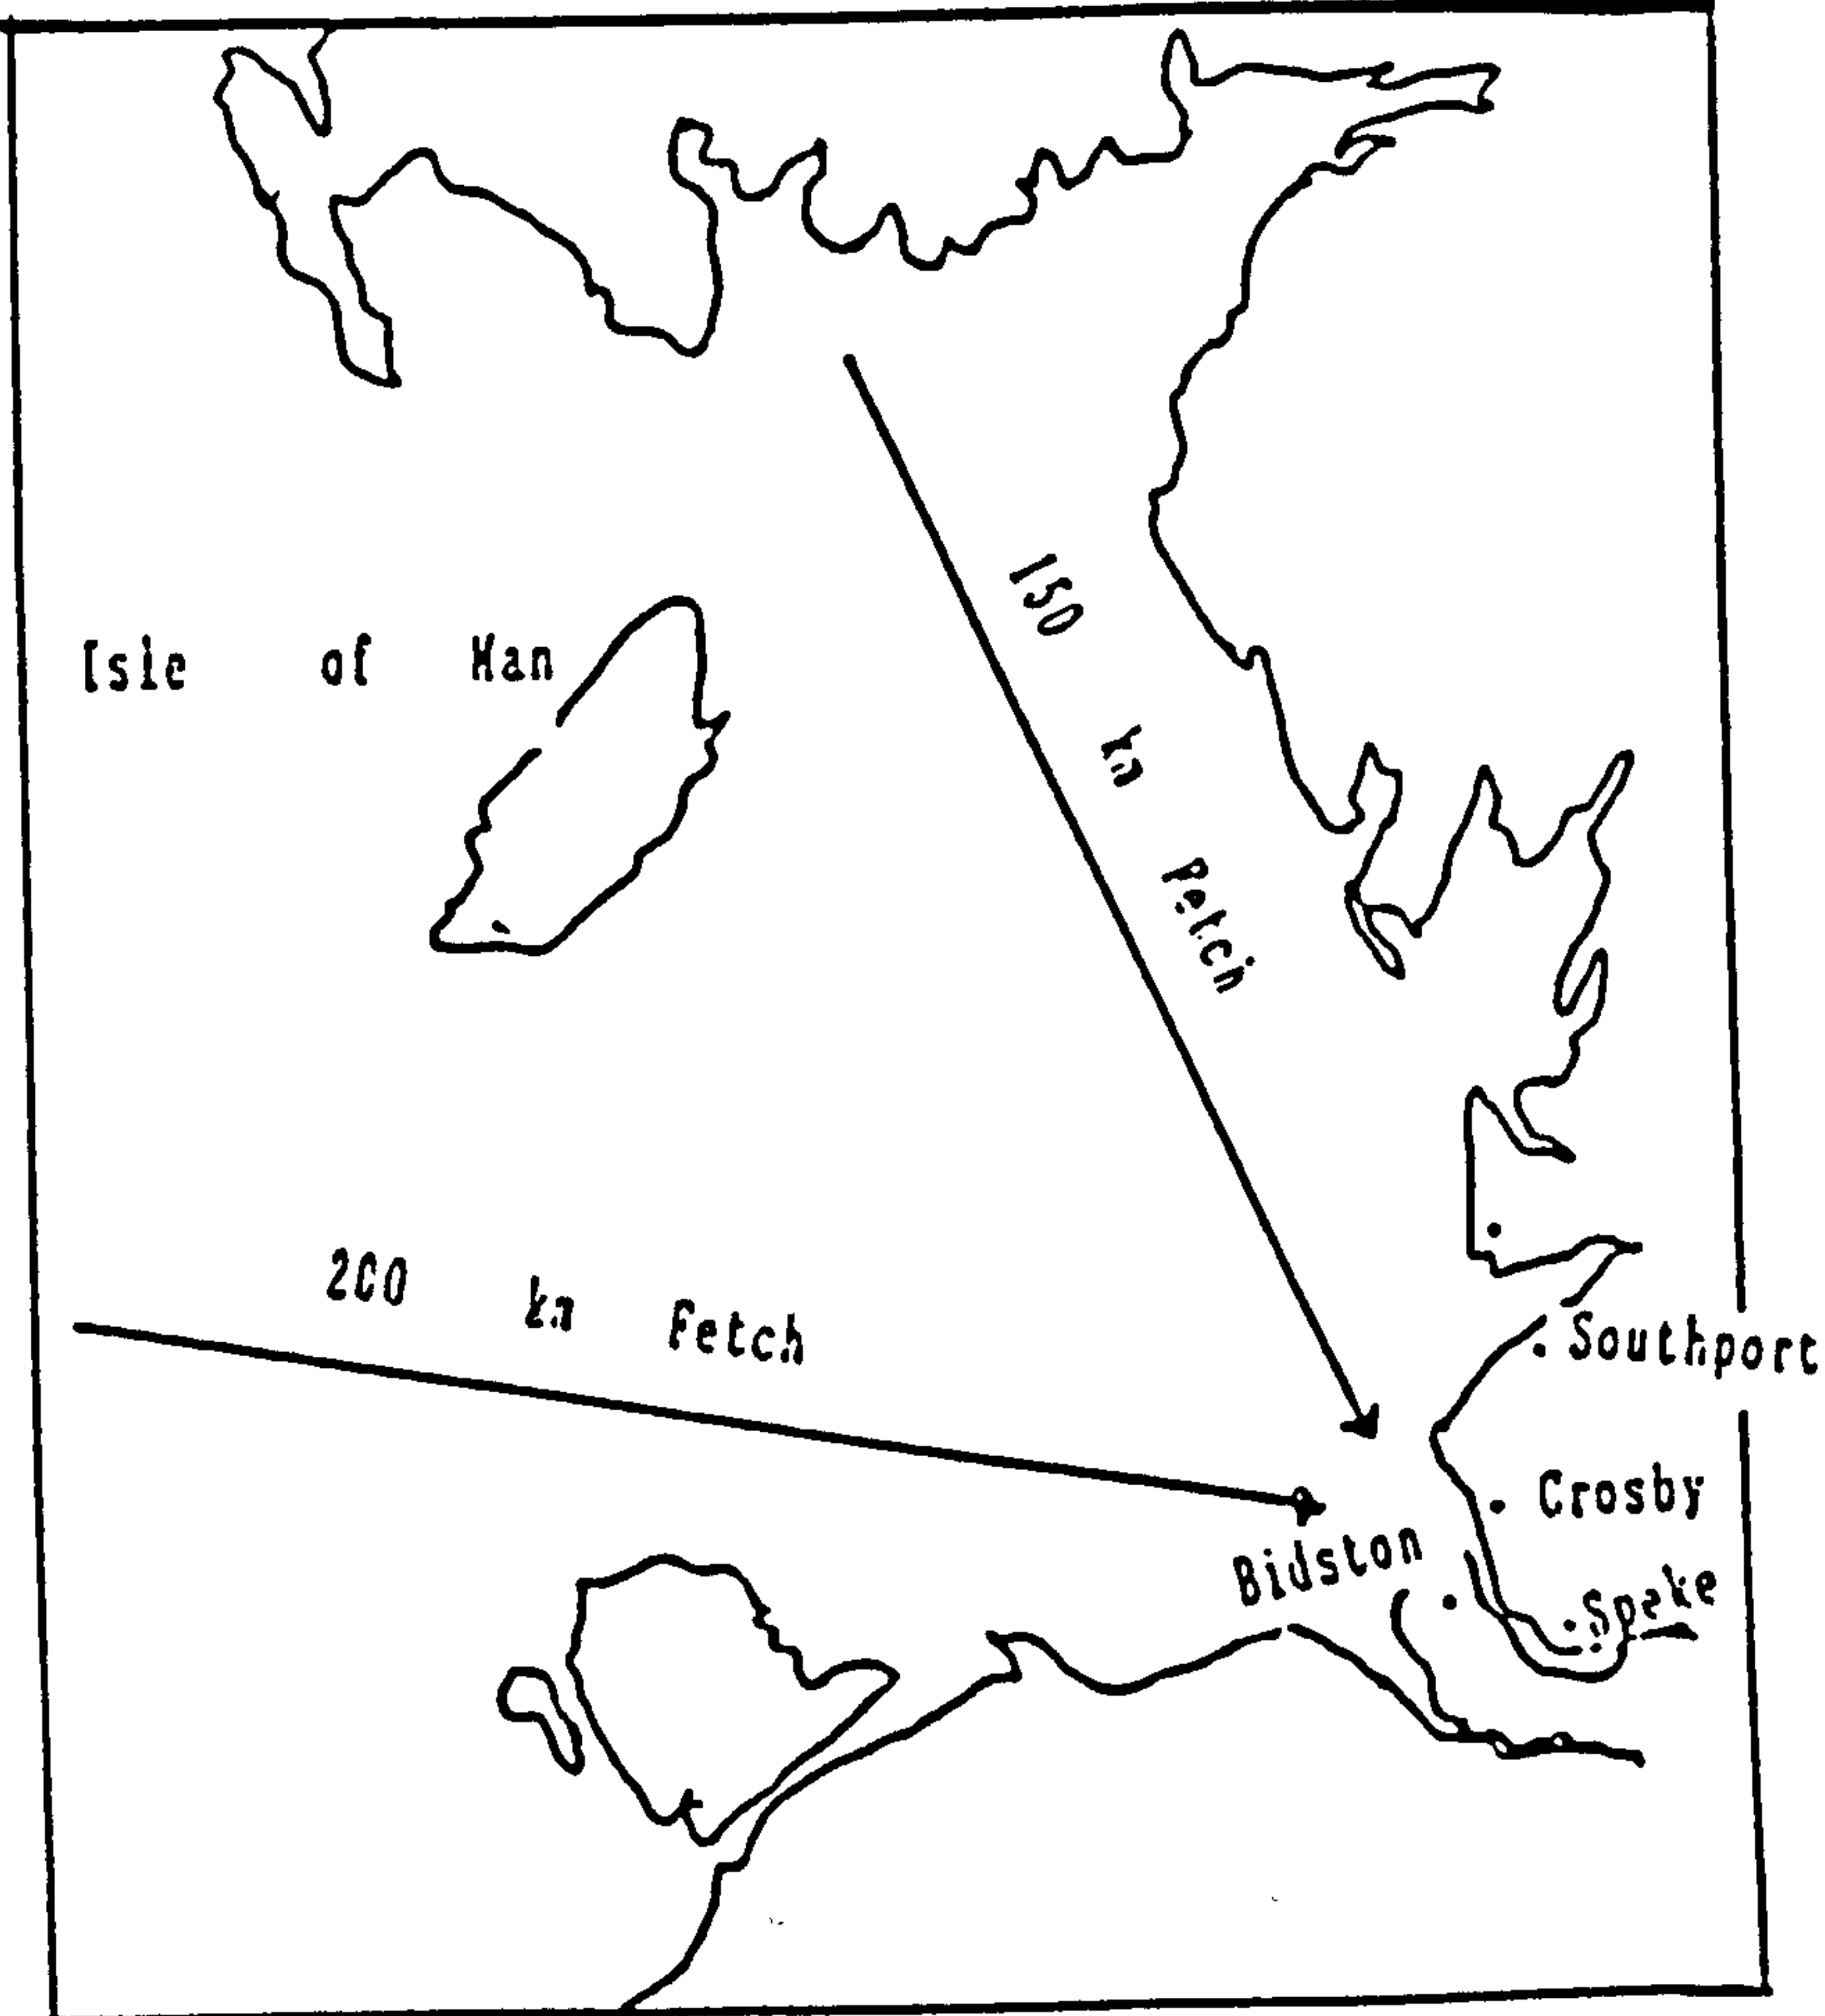 Isle of Man
150 km Fetch
200 km Fetch
Southport
Crosby
Bidston
Speke